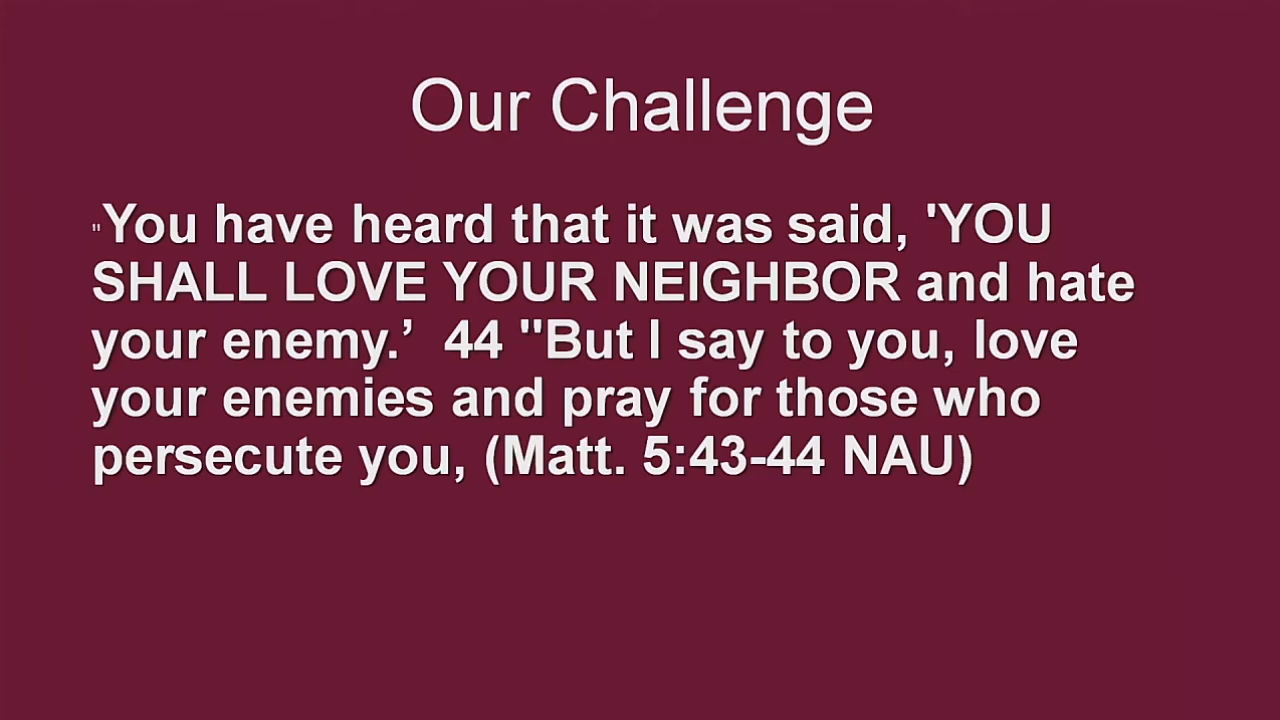 Our Challenge
"You have heard that it was said, 'YOU
SHALL LOVE YOUR NEIGHBOR and hate
your enemy.’  44 "But I say to you, love
your enemies and pray for those who
persecute you, (Matt. 5:43-44 NAU)